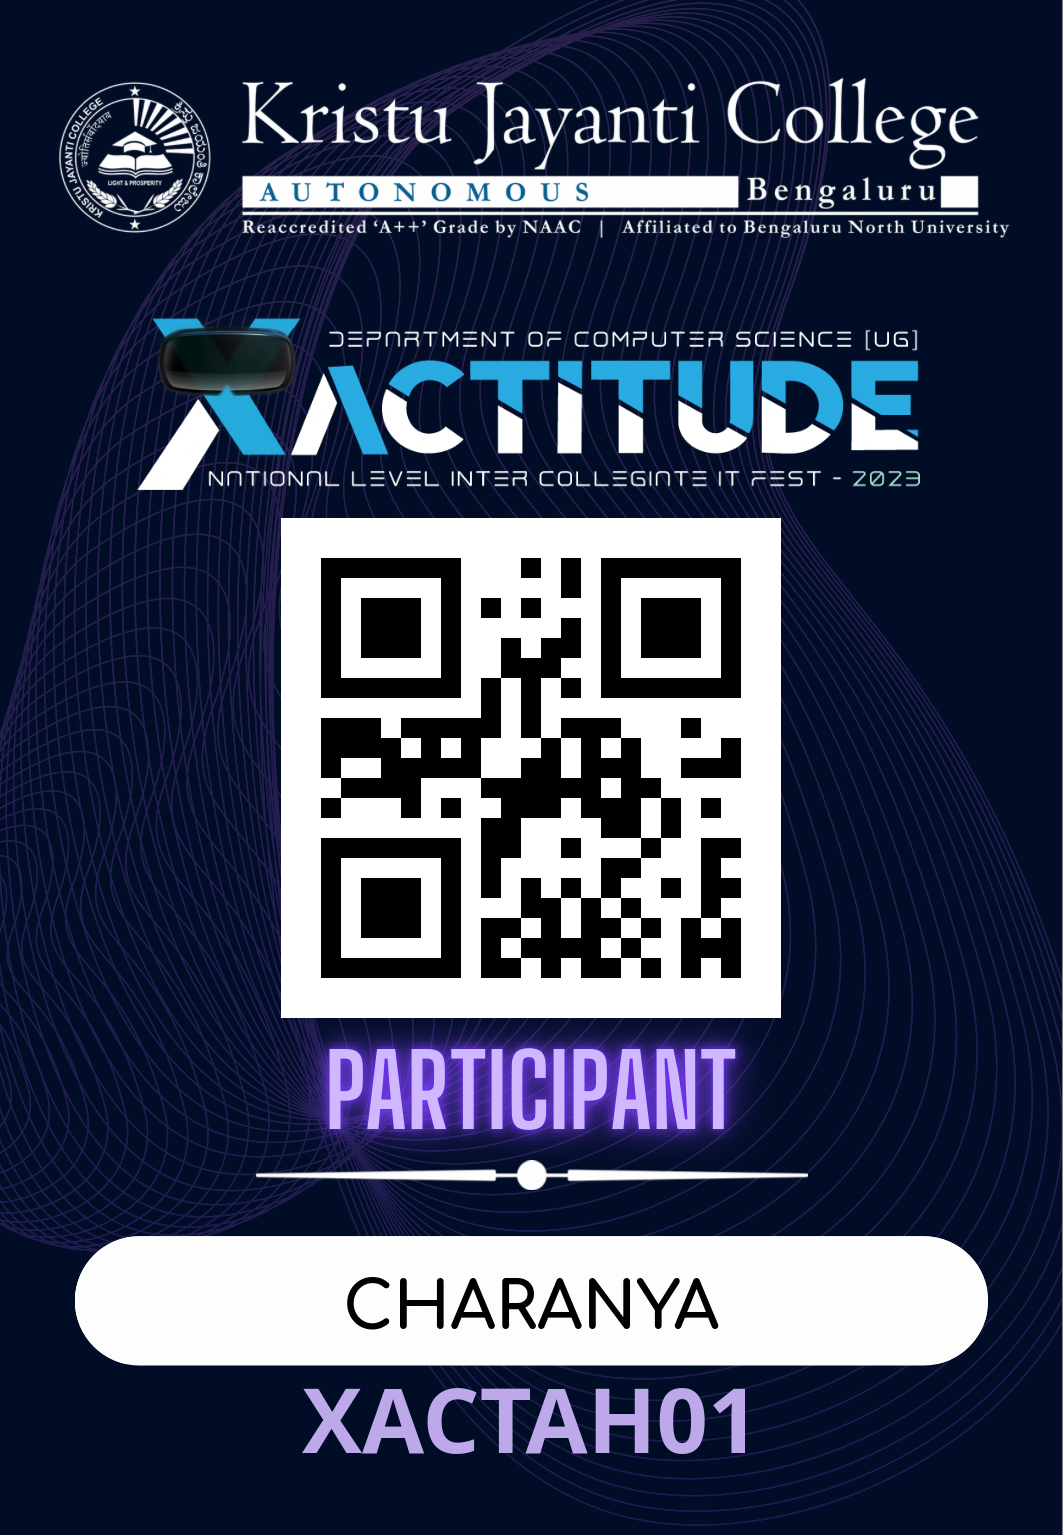 KRISTU JAYANTI COLLEGE
ज्योतिसंवादयाय
LIGHT & PROSPERITY
Kristu Jayanti College
AUTONOMOUS Bengaluru
Reaccredited ‘A++’ Grade by NAAC | Affiliated to Bengaluru North University
DEPARTMENT OF COMPUTER SCIENCE [UG]
XACTITUDE
NATIONAL LEVEL INTER COLLEGIATE IT FEST - 2023
PARTICIPANT
CHARANYA
XACTAH01